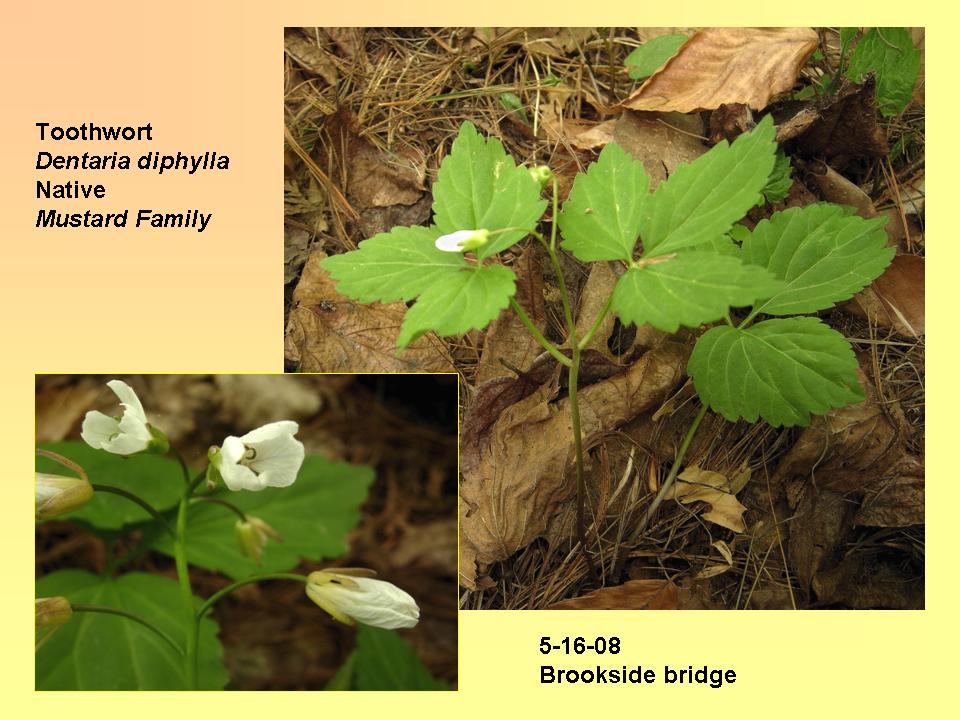 Toothwort
Dentaria diphylla
Native
Mustard Family
5-16-08
Brookside bridge